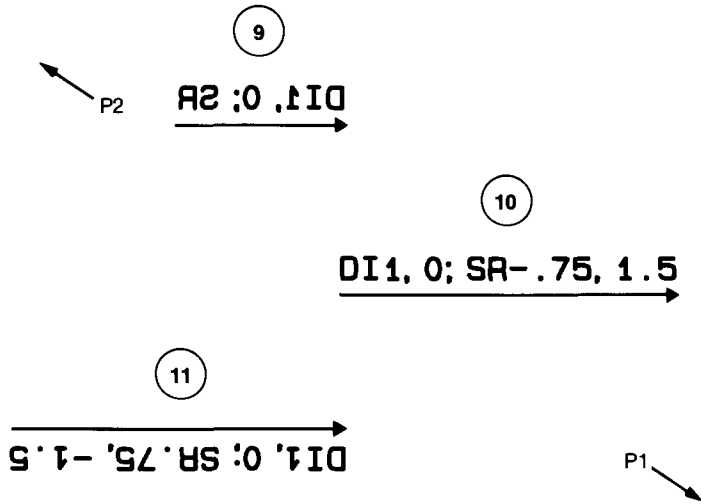 9
P2
DI1, 0; SR
10
DI1, 0; SR-.75, 1.5
11
DI1, 0; SR.75, -1.5
P1